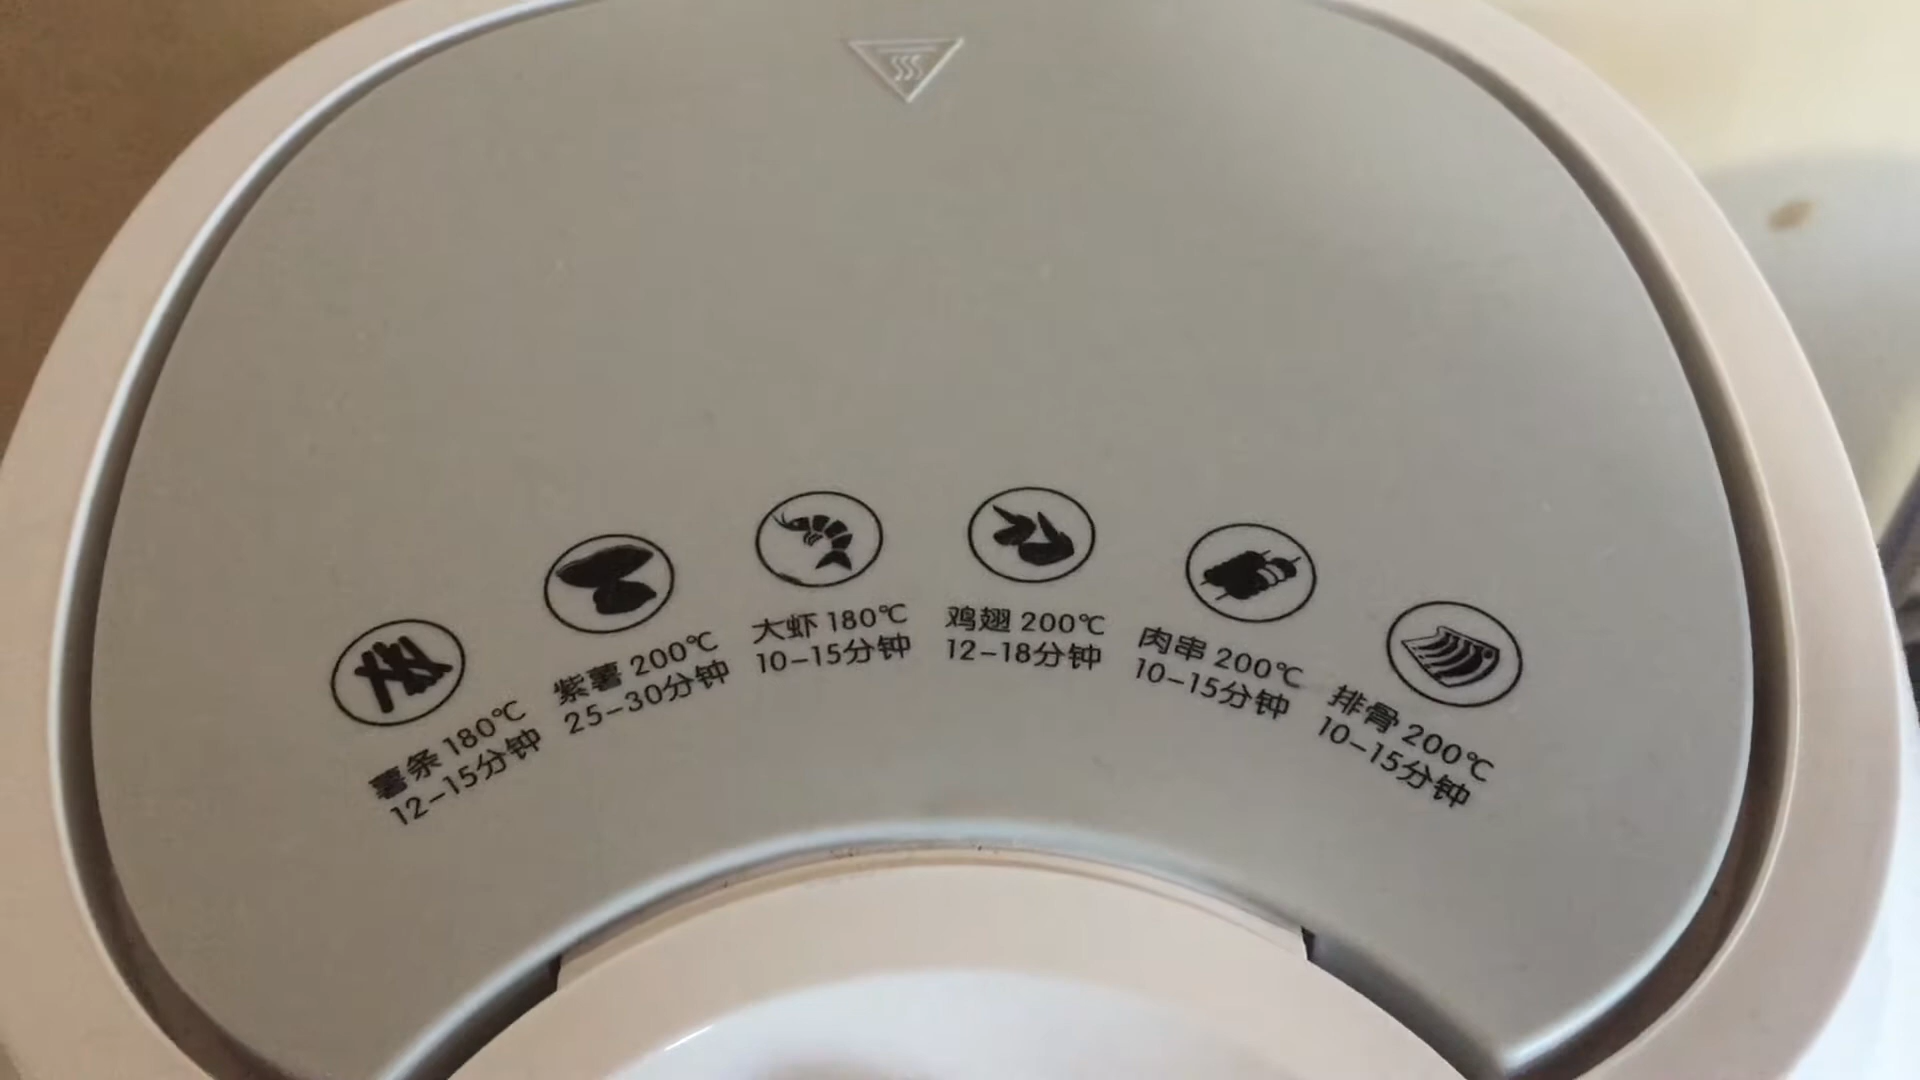 薯条 180℃
12-15分钟
紫薯 200℃
25-30分钟
大虾 180℃
10-15分钟
鸡翅 200℃
12-18分钟
肉串 200℃
10-15分钟
排骨 200℃
10-15分钟